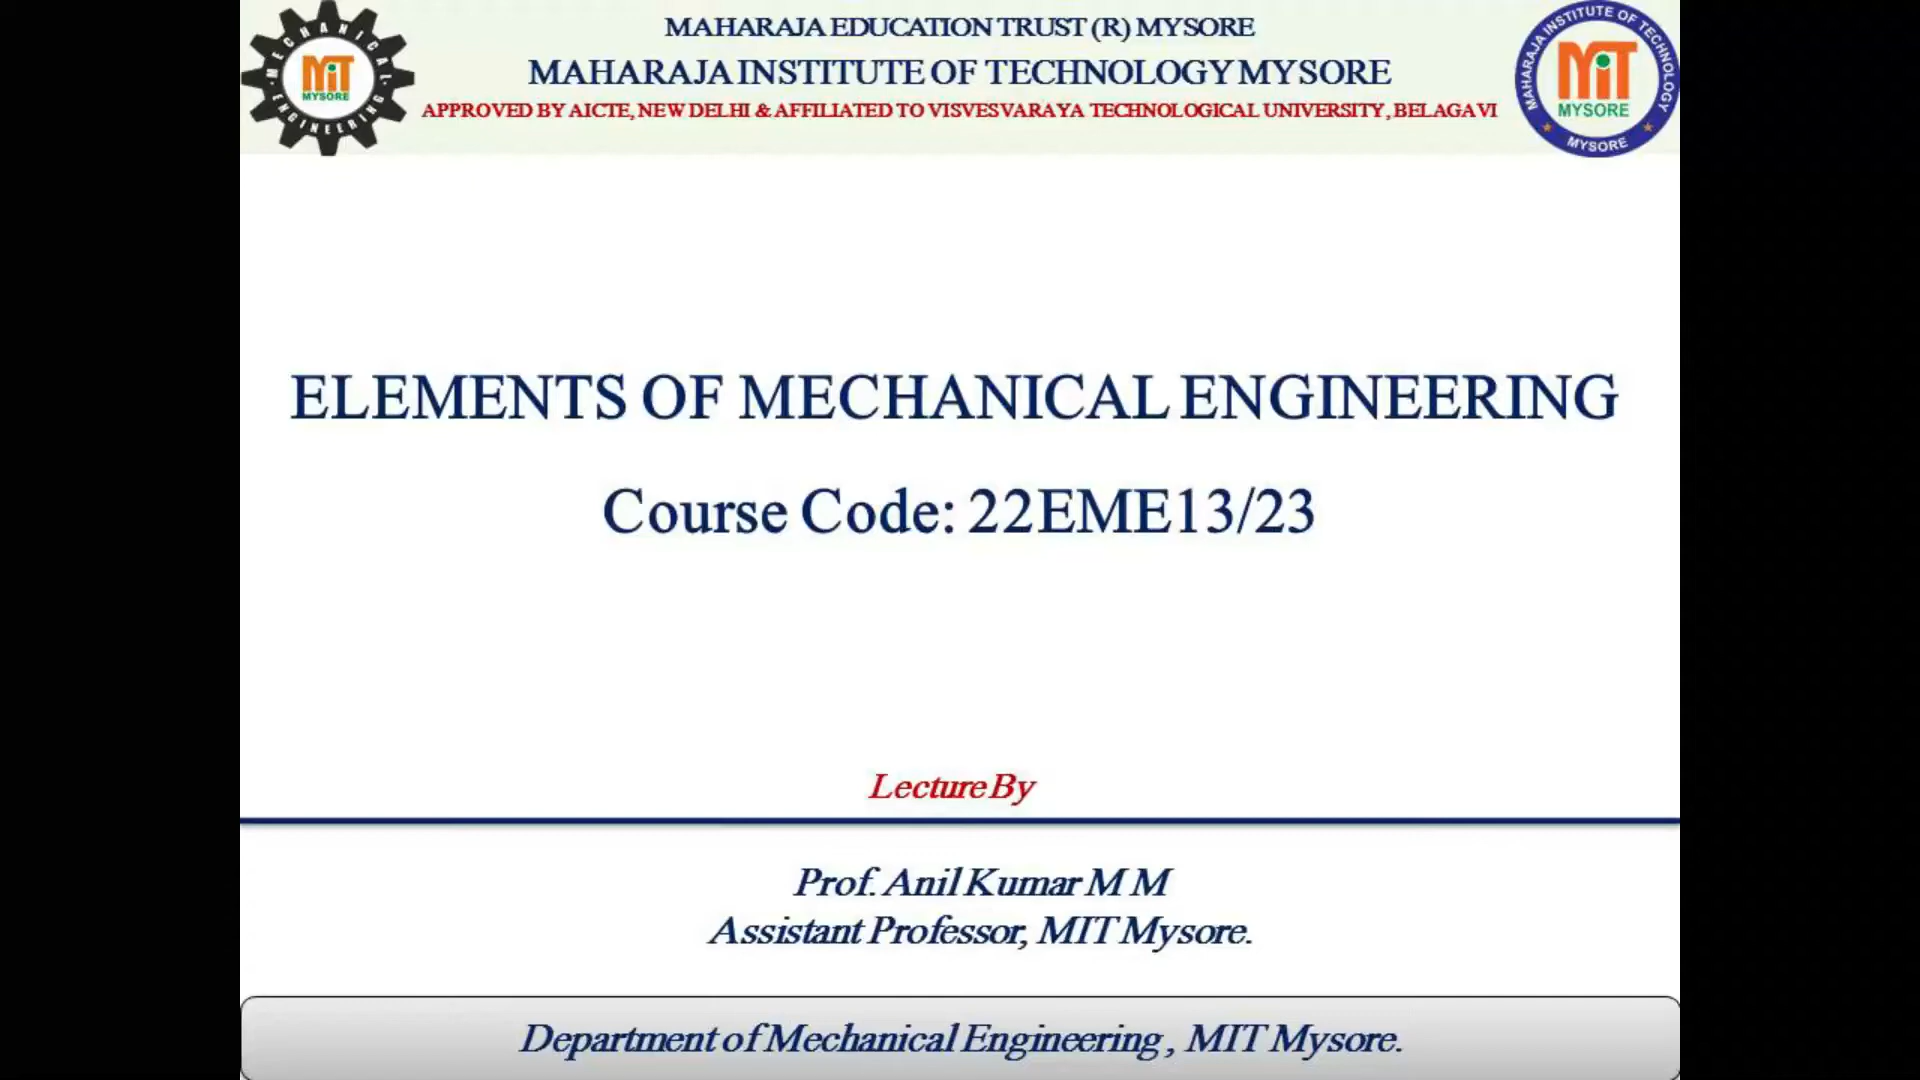 MAHARAJA EDUCATION TRUST (R) MYSORE
MAHARAJA INSTITUTE OF TECHNOLOGY MYSORE
APPROVED BY AICTE, NEW DELHI & AFFILIATED TO VISVESVARAYA TECHNOLOGICAL UNIVERSITY, BELAGAVI
MECHANICAL
MIT
MYSORE
ENGINEERING
MAHARAJA INSTITUTE OF TECHNOLOGY
MiT
MYSORE
MYSORE
ELEMENTS OF MECHANICAL ENGINEERING
Course Code: 22EME13/23
Lecture By
Prof. Anil Kumar M M
Assistant Professor, MIT Mysore.
Department of Mechanical Engineering , MIT Mysore.